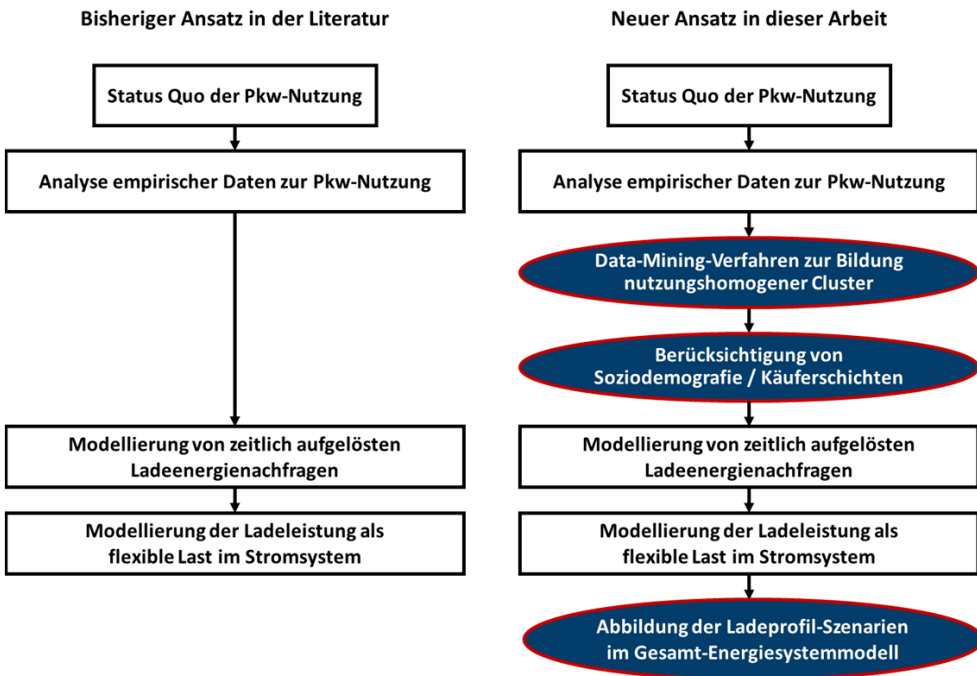 Bisheriger Ansatz in der Literatur
Status Quo der Pkw-Nutzung
Analyse empirischer Daten zur Pkw-Nutzung
Modellierung von zeitlich aufgelösten
Ladeenergienachfragen
Modellierung der Ladeleistung als
flexible Last im Stromsystem
Neuer Ansatz in dieser Arbeit
Status Quo der Pkw-Nutzung
Analyse empirischer Daten zur Pkw-Nutzung
Data-Mining-Verfahren zur Bildung
nutzungshomogener Cluster
Berücksichtigung von
Soziodemografie / Käuferschichten
Modellierung von zeitlich aufgelösten
Ladeenergienachfragen
Modellierung der Ladeleistung als
flexible Last im Stromsystem
Abbildung der Ladeprofil-Szenarien
im Gesamt-Energiesystemmodell